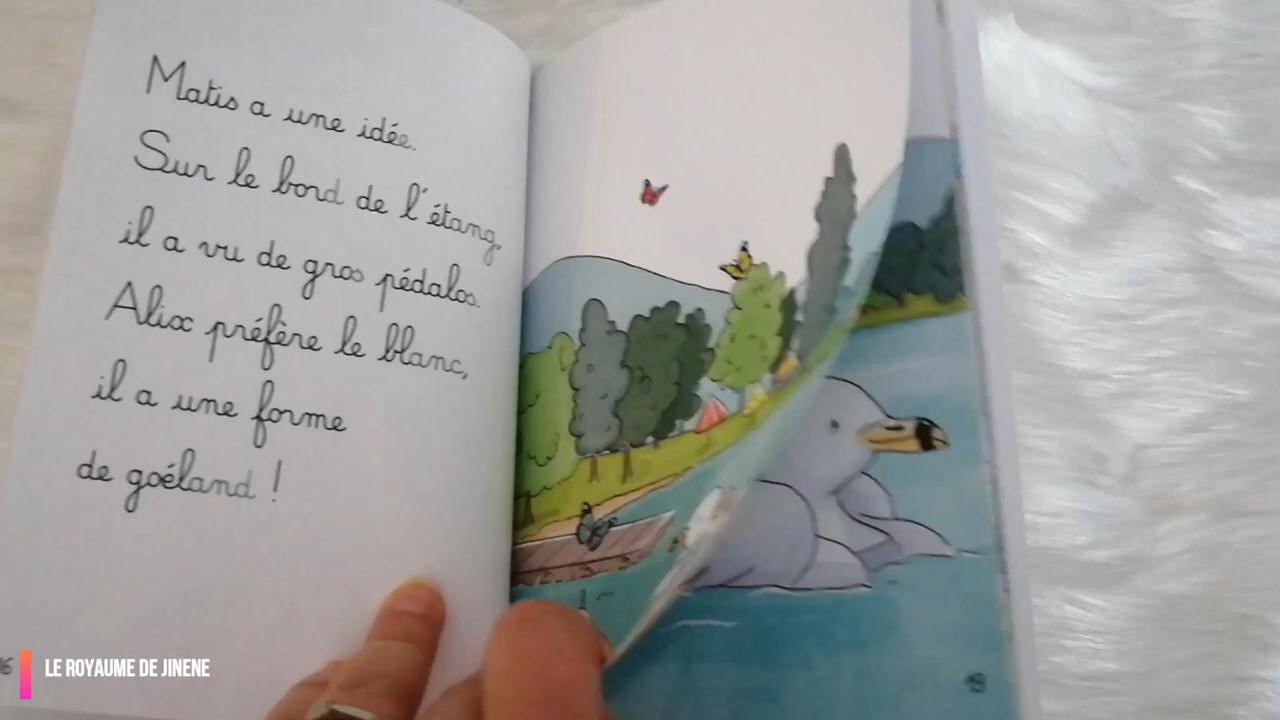 Matis a une idée.
Sur le bord de l'étang,
il a vu de gros pédalos.
Alix préfère le blanc,
il a une forme
de goéland !
16
LE ROYAUME DE JINENE